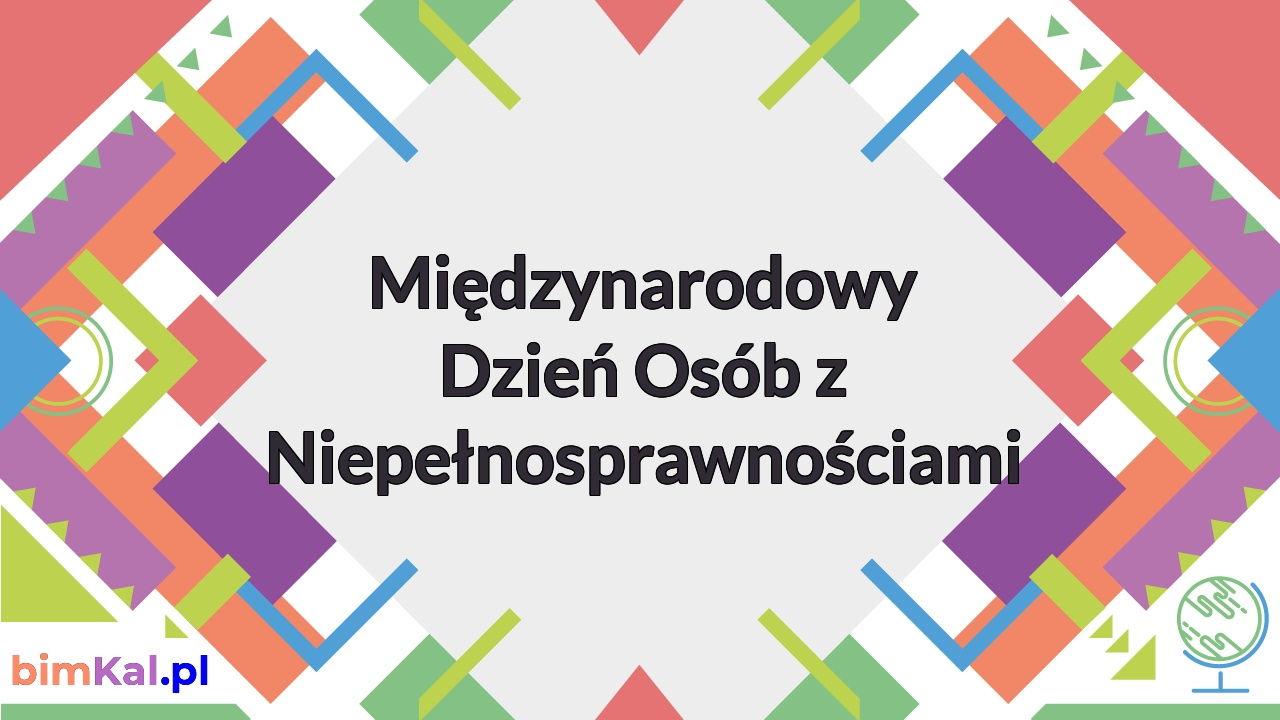 Międzynarodowy
Dzień Osób z
Niepełnosprawnościami
bimKal.pl